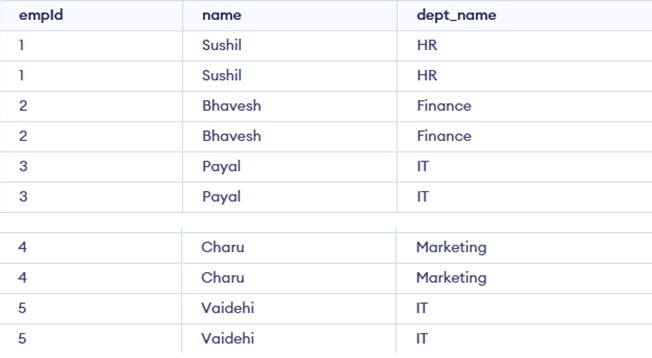 empId name dept_name
1 Sushil HR
1 Sushil HR
2 Bhavesh Finance
2 Bhavesh Finance
3 Payal IT
3 Payal IT
4 Charu Marketing
4 Charu Marketing
5 Vaidehi IT
5 Vaidehi IT